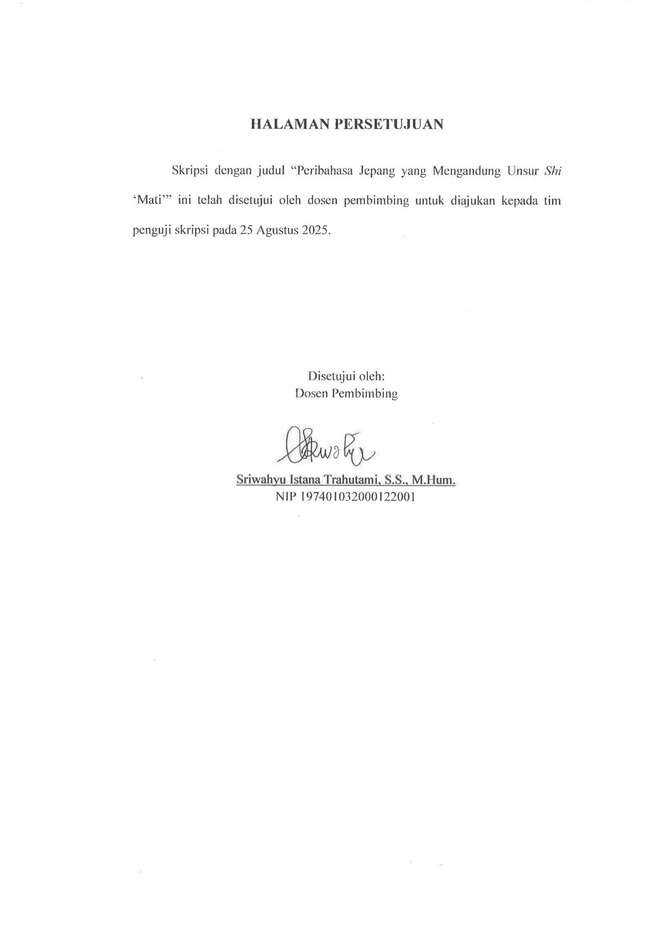 HALAMAN PERSETUJUAN
Skripsi dengan judul “Peribahasa Jepang yang Mengandung Unsur Shi
‘Mati’” ini telah disetujui oleh dosen pembimbing untuk diajukan kepada tim
penguji skripsi pada 25 Agustus 2025.
Disetujui oleh:
Dosen Pembimbing
Sriwahyu Istana Trahutami, S.S., M.Hum.
NIP 197401032000122001